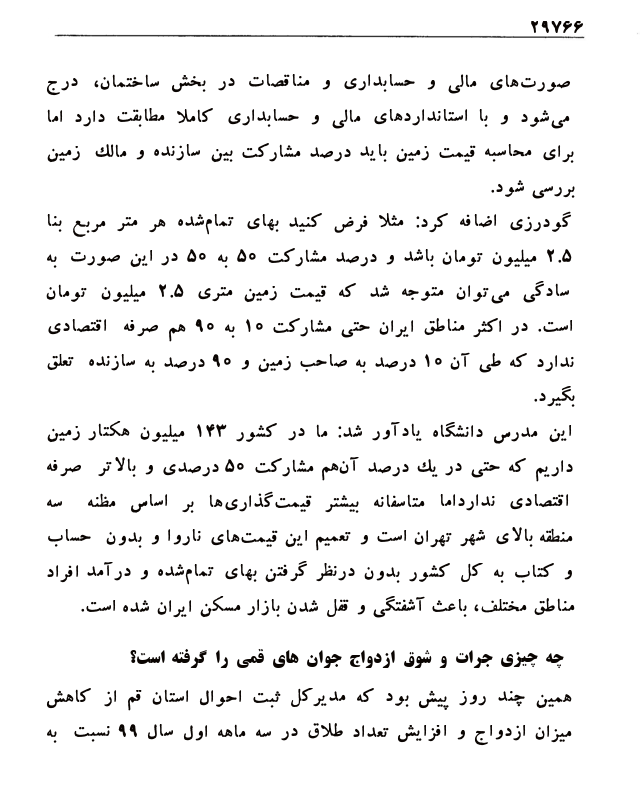 ۲۹۷۶۶
صورت‌های مالی و حسابداری و مناقصات در بخش ساختمان، درج
می‌شود و با استانداردهای مالی و حسابداری کاملا مطابقت دارد اما
برای محاسبه قیمت زمین باید درصد مشارکت بین سازنده و مالك زمین
بررسی شود.
گودرزی اضافه کرد: مثلا فرض کنید بهای تمام‌شده هر متر مربع بنا
۲.۵ میلیون تومان باشد و درصد مشارکت ۵۰ به ۵۰ در این صورت به
سادگی می‌توان متوجه شد که قیمت زمین متری ۲.۵ میلیون تومان
است. در اکثر مناطق ایران حتی مشارکت ۱۰ به ۹۰ هم صرفه اقتصادی
ندارد که طی آن ۱۰ درصد به صاحب زمین و ۹۰ درصد به سازنده تعلق
بگیرد.
این مدرس دانشگاه یادآور شد: ما در کشور ۱۴۳ میلیون هکتار زمین
داریم که حتی در یك درصد آن‌هم مشارکت ۵۰ درصدی و بالاتر صرفه
اقتصادی ندارداما متاسفانه بیشتر قیمت‌گذاری‌ها بر اساس مظنه سه
منطقه بالای شهر تهران است و تعمیم این قیمت‌های ناروا و بدون حساب
و کتاب به کل کشور بدون درنظر گرفتن بهای تمام‌شده و درآمد افراد
مناطق مختلف، باعث آشفتگی و قفل شدن بازار مسکن ایران شده است.
چه چیزی جرات و شوق ازدواج جوان های قمی را گرفته است؟
همین چند روز پیش بود که مدیرکل ثبت احوال استان قم از کاهش
میزان ازدواج و افزایش تعداد طلاق در سه ماهه اول سال ۹۹ نسبت به